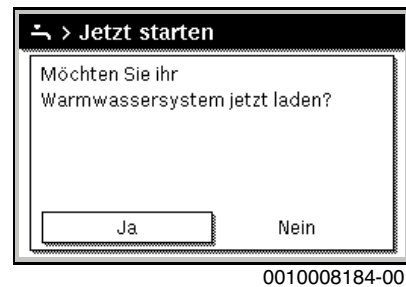 > Jetzt starten
Möchten Sie ihr
Warmwassersystem jetzt laden?
Ja
Nein
0010008184-00